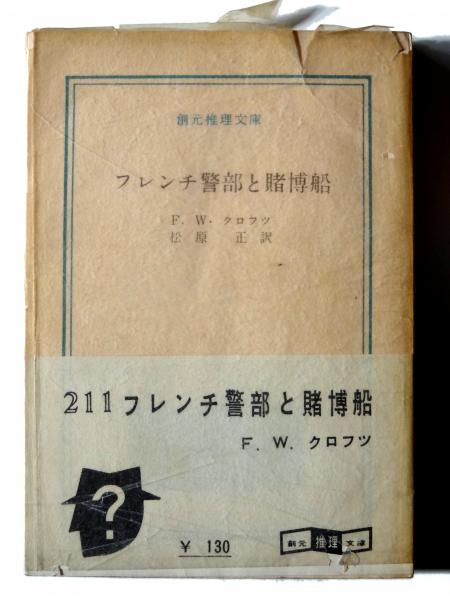 創元推理文庫
フレンチ警部と賭博船
F. W. クロフツ
松原 正 訳
211 フレンチ警部と賭博船
F. W. クロフツ
?
¥ 130
創元 推理 文庫